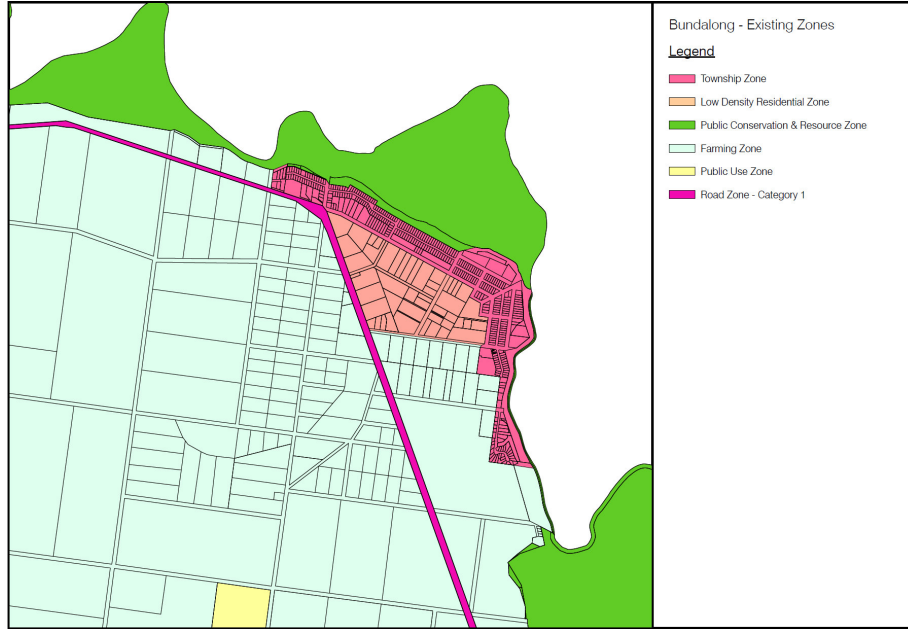 Bundalong - Existing Zones
Legend
Township Zone
Low Density Residential Zone
Public Conservation & Resource Zone
Farming Zone
Public Use Zone
Road Zone - Category 1